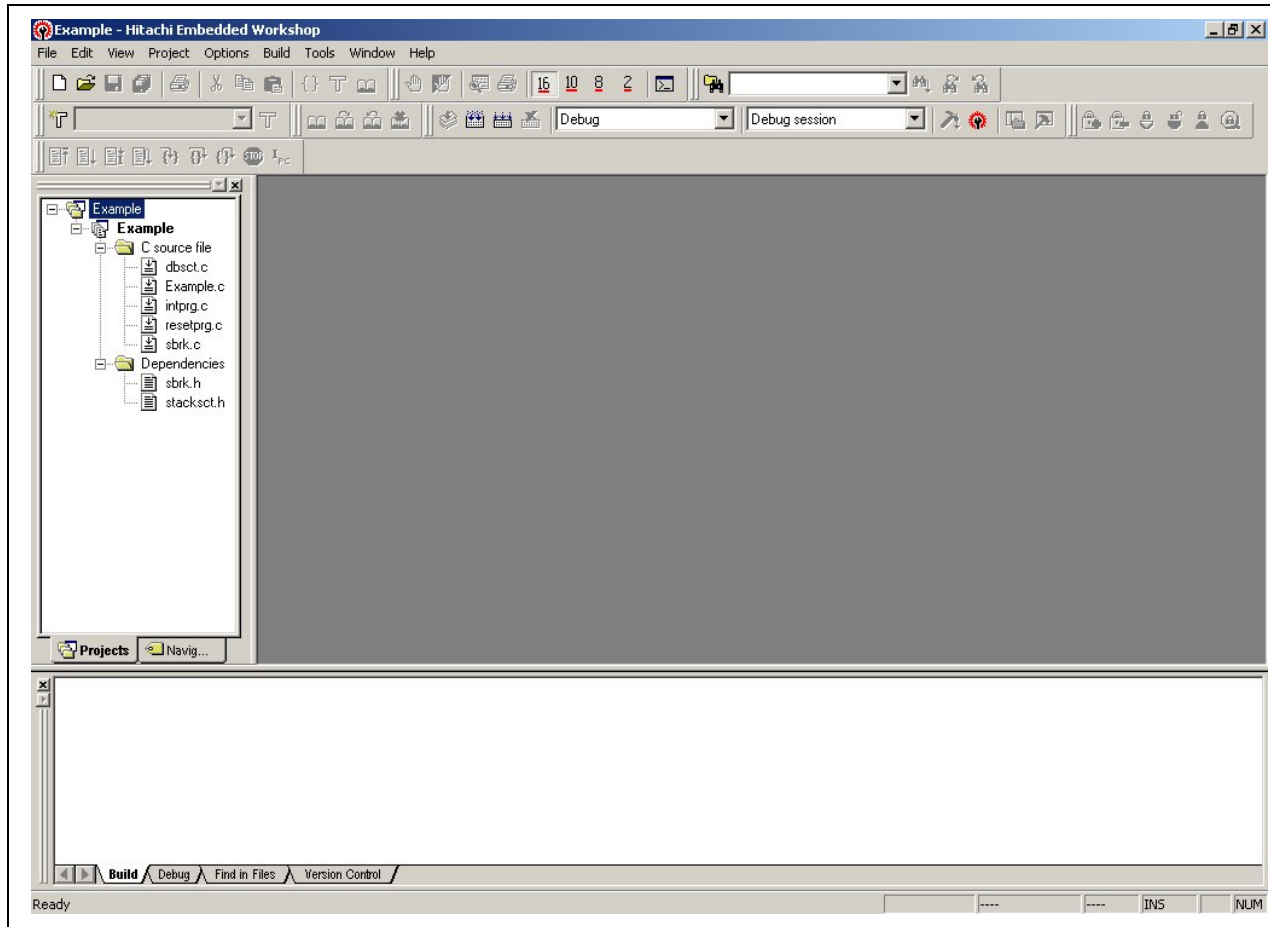 Example - Hitachi Embedded Workshop
File Edit View Project Options Build Tools Window Help
16 10 8 2
Debug Debug session
STOP IPC
Example
Example
C source file
dbsct.c
Example.c
intprg.c
resetprg.c
sbrk.c
Dependencies
sbrk.h
stacksct.h
Projects Navig...
Build Debug Find in Files Version Control
Ready ---- ---- INS NUM